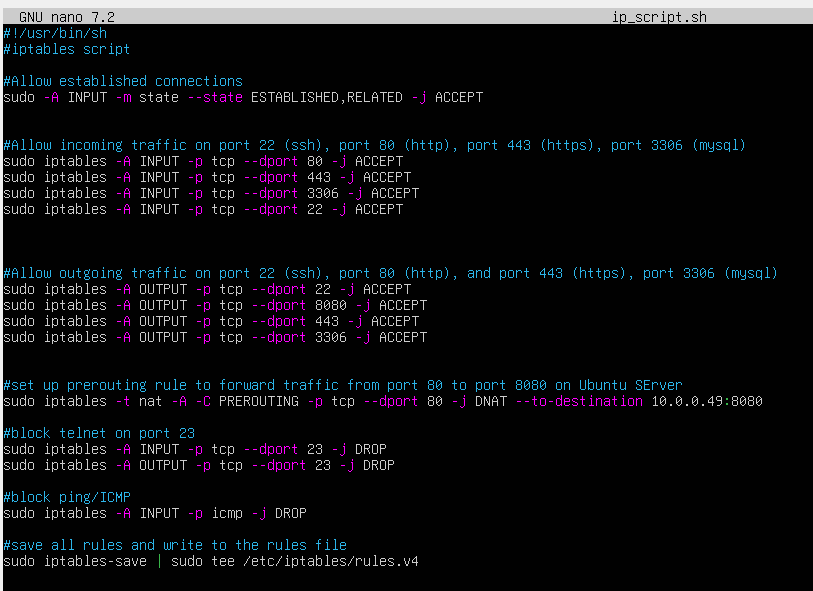 GNU nano 7.2 ip_script.sh
#!/usr/bin/sh
#iptables script
#Allow established connections
sudo -A INPUT -m state --state ESTABLISHED,RELATED -j ACCEPT
#Allow incoming traffic on port 22 (ssh), port 80 (http), port 443 (https), port 3306 (mysql)
sudo iptables -A INPUT -p tcp --dport 80 -j ACCEPT
sudo iptables -A INPUT -p tcp --dport 443 -j ACCEPT
sudo iptables -A INPUT -p tcp --dport 3306 -j ACCEPT
sudo iptables -A INPUT -p tcp --dport 22 -j ACCEPT
#Allow outgoing traffic on port 22 (ssh), port 80 (http), and port 443 (https), port 3306 (mysql)
sudo iptables -A OUTPUT -p tcp --dport 22 -j ACCEPT
sudo iptables -A OUTPUT -p tcp --dport 8080 -j ACCEPT
sudo iptables -A OUTPUT -p tcp --dport 443 -j ACCEPT
sudo iptables -A OUTPUT -p tcp --dport 3306 -j ACCEPT
#set up prerouting rule to forward traffic from port 80 to port 8080 on Ubuntu SErver
sudo iptables -t nat -A -C PREROUTING -p tcp --dport 80 -j DNAT --to-destination 10.0.0.49:8080
#block telnet on port 23
sudo iptables -A INPUT -p tcp --dport 23 -j DROP
sudo iptables -A OUTPUT -p tcp --dport 23 -j DROP
#block ping/ICMP
sudo iptables -A INPUT -p icmp -j DROP
#save all rules and write to the rules file
sudo iptables-save | sudo tee /etc/iptables/rules.v4